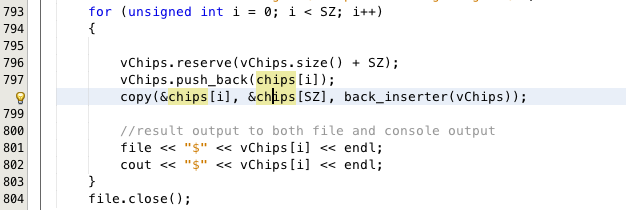 793 for (unsigned int i = 0; i < SZ; i++)
794 {
795
796 vChips.reserve(vChips.size() + SZ);
797 vChips.push_back(chips[i]);
copy(&chips[i], &chips[SZ], back_inserter(vChips));
799
800 //result output to both file and console output
801 file << "$" << vChips[i] << endl;
802 cout << "$" << vChips[i] << endl;
803 }
804 file.close();